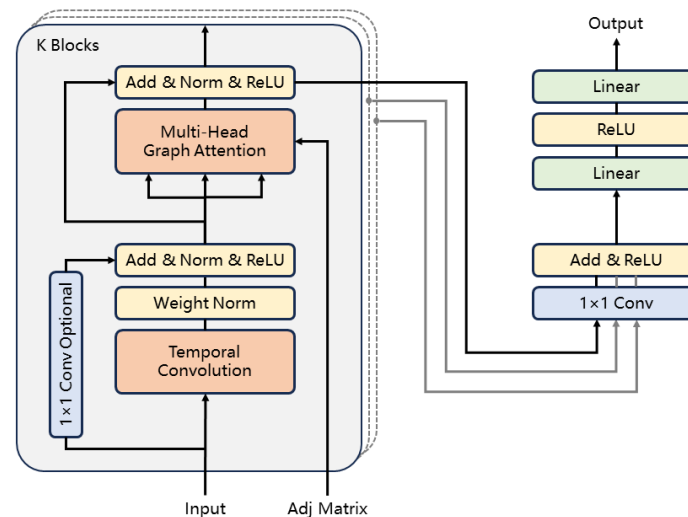 K Blocks
Add & Norm & ReLU
Multi-Head
Graph Attention
Add & Norm & ReLU
Weight Norm
Temporal
Convolution
1×1 Conv Optional
Input
Adj Matrix
Output
Linear
ReLU
Linear
Add & ReLU
1×1 Conv